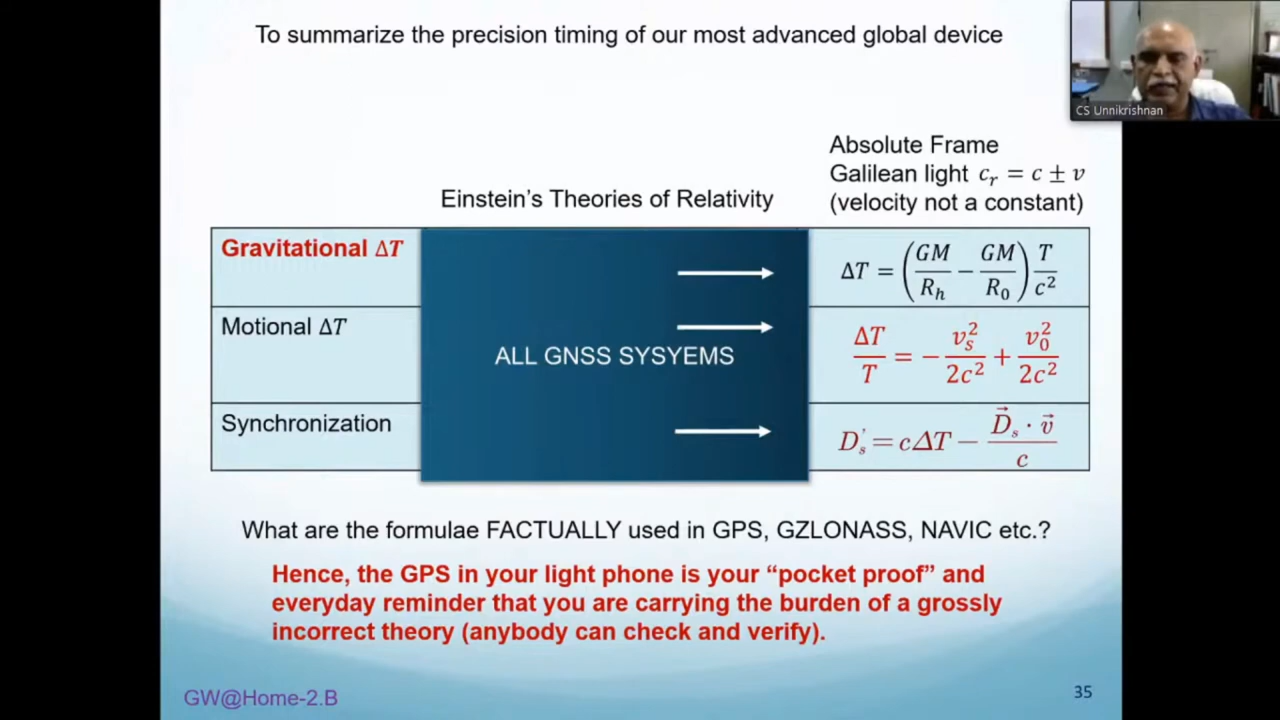 To summarize the precision timing of our most advanced global device
CS Unnikrishnan
Absolute Frame
Galilean light c_r = c ± v
(velocity not a constant)
Einstein's Theories of Relativity
Gravitational ΔT
ΔT = (GM/R_h − GM/R_0) T/c²
Motional ΔT
ΔT/T = − v_s²/2c² + v_0²/2c²
ALL GNSS SYSYEMS
Synchronization
D_s' = cΔT − D⃗_s · v⃗/c
What are the formulae FACTUALLY used in GPS, GZLONASS, NAVIC etc.?
Hence, the GPS in your light phone is your “pocket proof” and
everyday reminder that you are carrying the burden of a grossly
incorrect theory (anybody can check and verify).
GW@Home-2.B
35